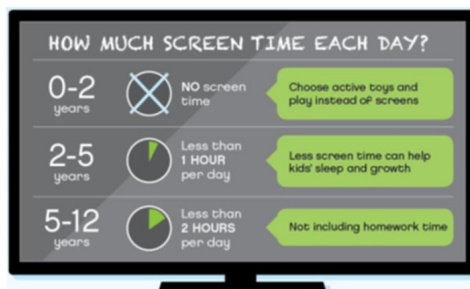 HOW MUCH SCREEN TIME EACH DAY?
0-2
years
NO screen
time
Choose active toys and
play instead of screens
2-5
years
Less than
1 HOUR
per day
Less screen time can help
kids' sleep and growth
5-12
years
Less than
2 HOURS
per day
Not including homework time